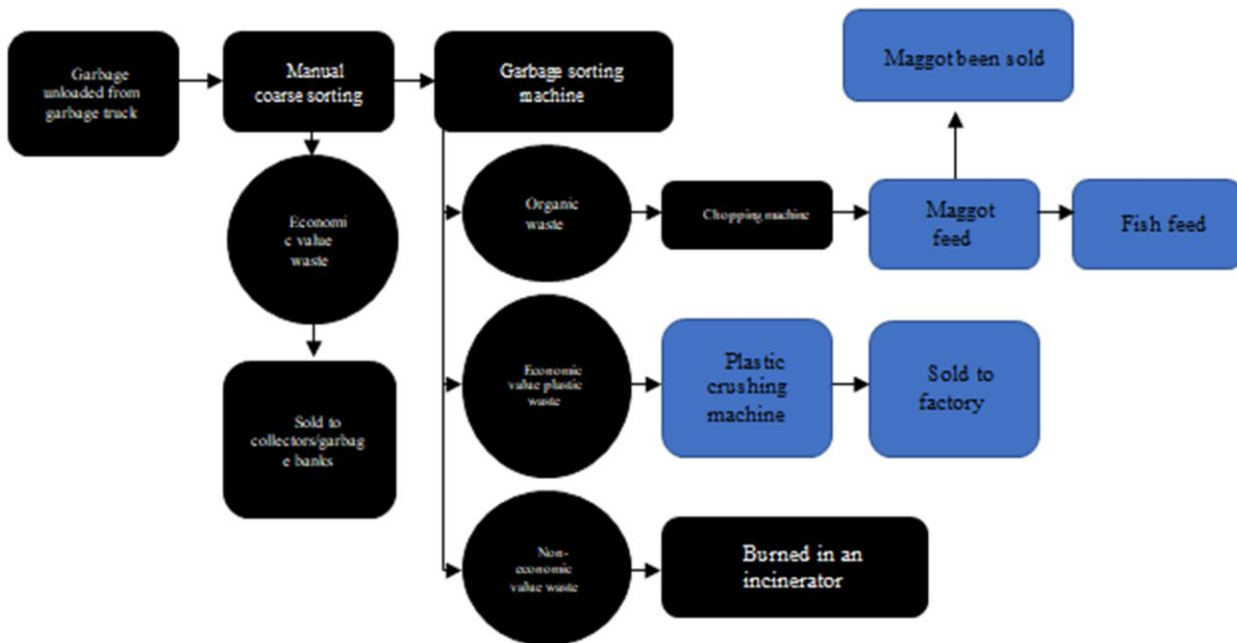 Garbage
unloaded from
garbage truck
Manual
coarse sorting
Garbage sorting
machine
Maggot been sold
Economi
c value
waste
Organic
waste
Chopping machine
Maggot
feed
Fish feed
Sold to
collectors/garbag
e banks
Economic
value plastic
waste
Plastic
crushing
machine
Sold to
factory
Non-
economic
value waste
Burned in an
incinerator